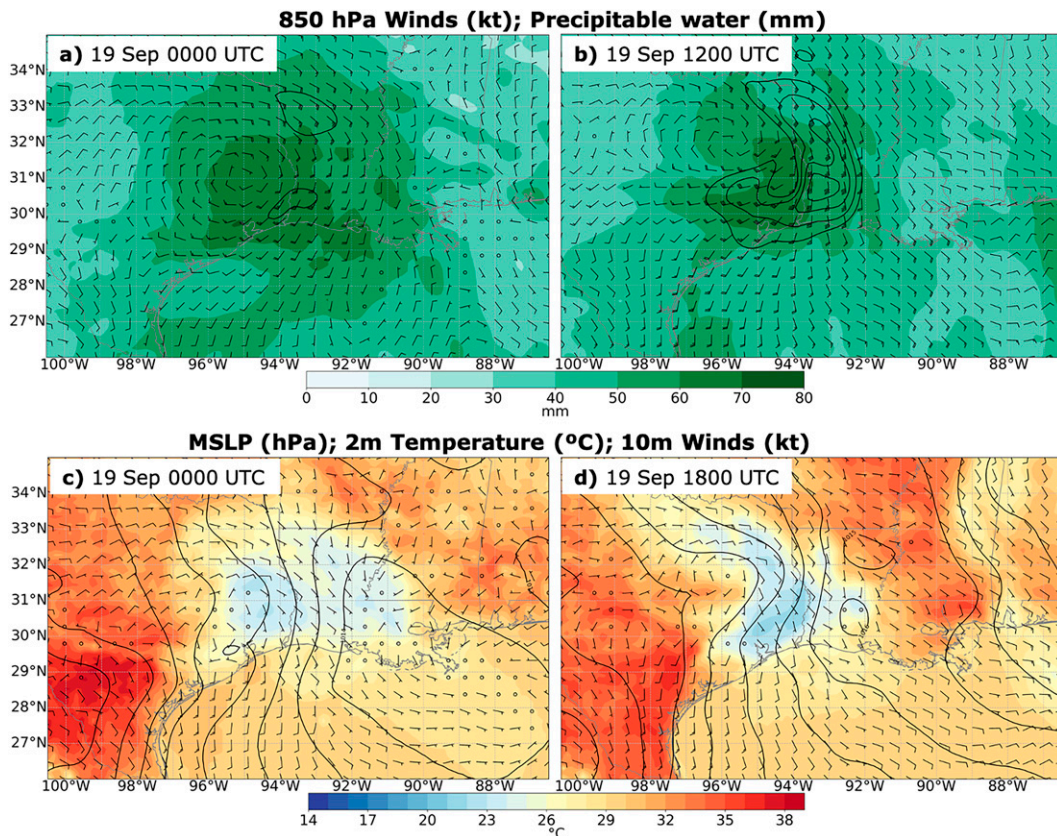 850 hPa Winds (kt); Precipitable water (mm)
a) 19 Sep 0000 UTC
b) 19 Sep 1200 UTC
34°N
33°N
32°N
31°N
30°N
29°N
28°N
27°N
100°W 98°W 96°W 94°W 92°W 90°W 88°W
100°W 98°W 96°W 94°W 92°W 90°W 88°W
0 10 20 30 40 50 60 70 80
mm
MSLP (hPa); 2m Temperature (ºC); 10m Winds (kt)
c) 19 Sep 0000 UTC
d) 19 Sep 1800 UTC
34°N
33°N
32°N
31°N
30°N
29°N
28°N
27°N
100°W 98°W 96°W 94°W 92°W 90°W 88°W
100°W 98°W 96°W 94°W 92°W 90°W 88°W
14 17 20 23 26 29 32 35 38
°C